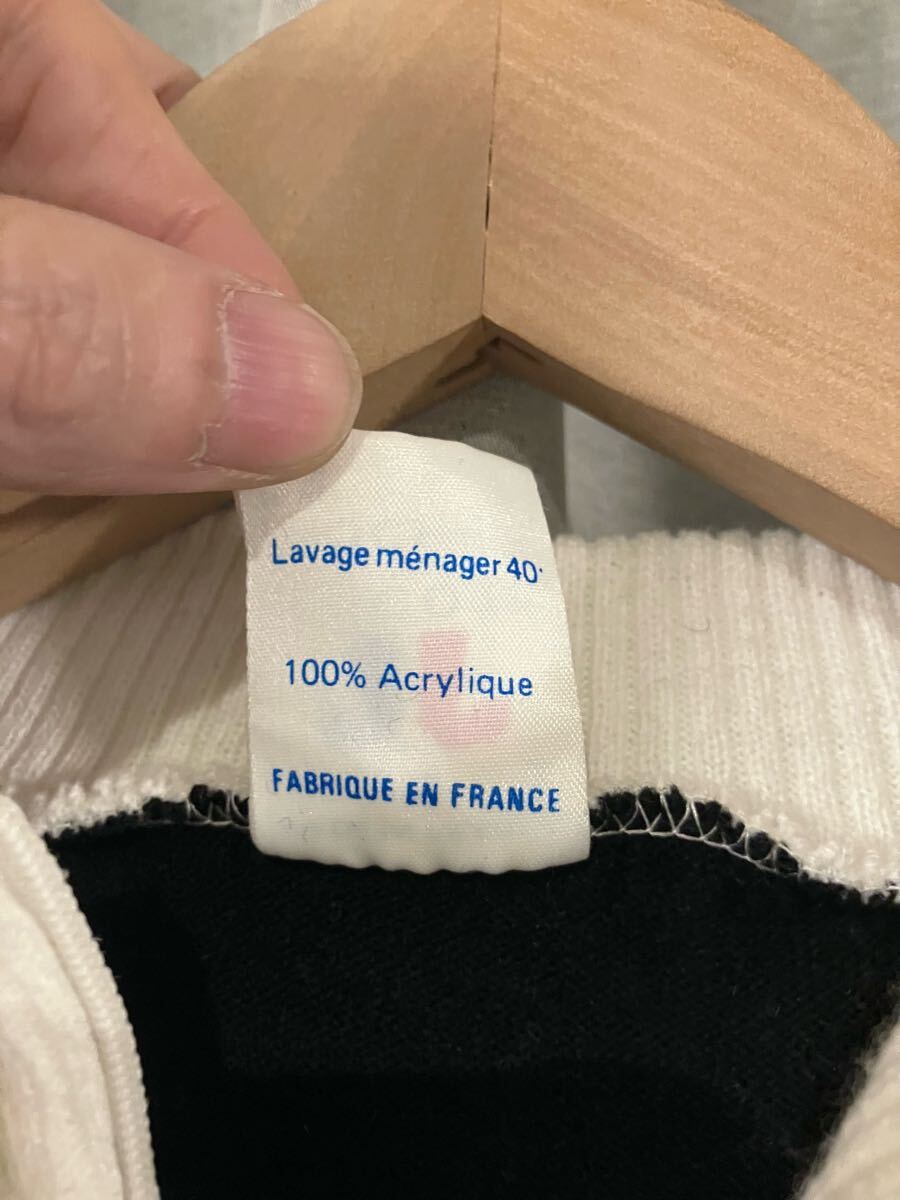 Lavage ménager 40°
100% Acrylique
FABRIQUE EN FRANCE